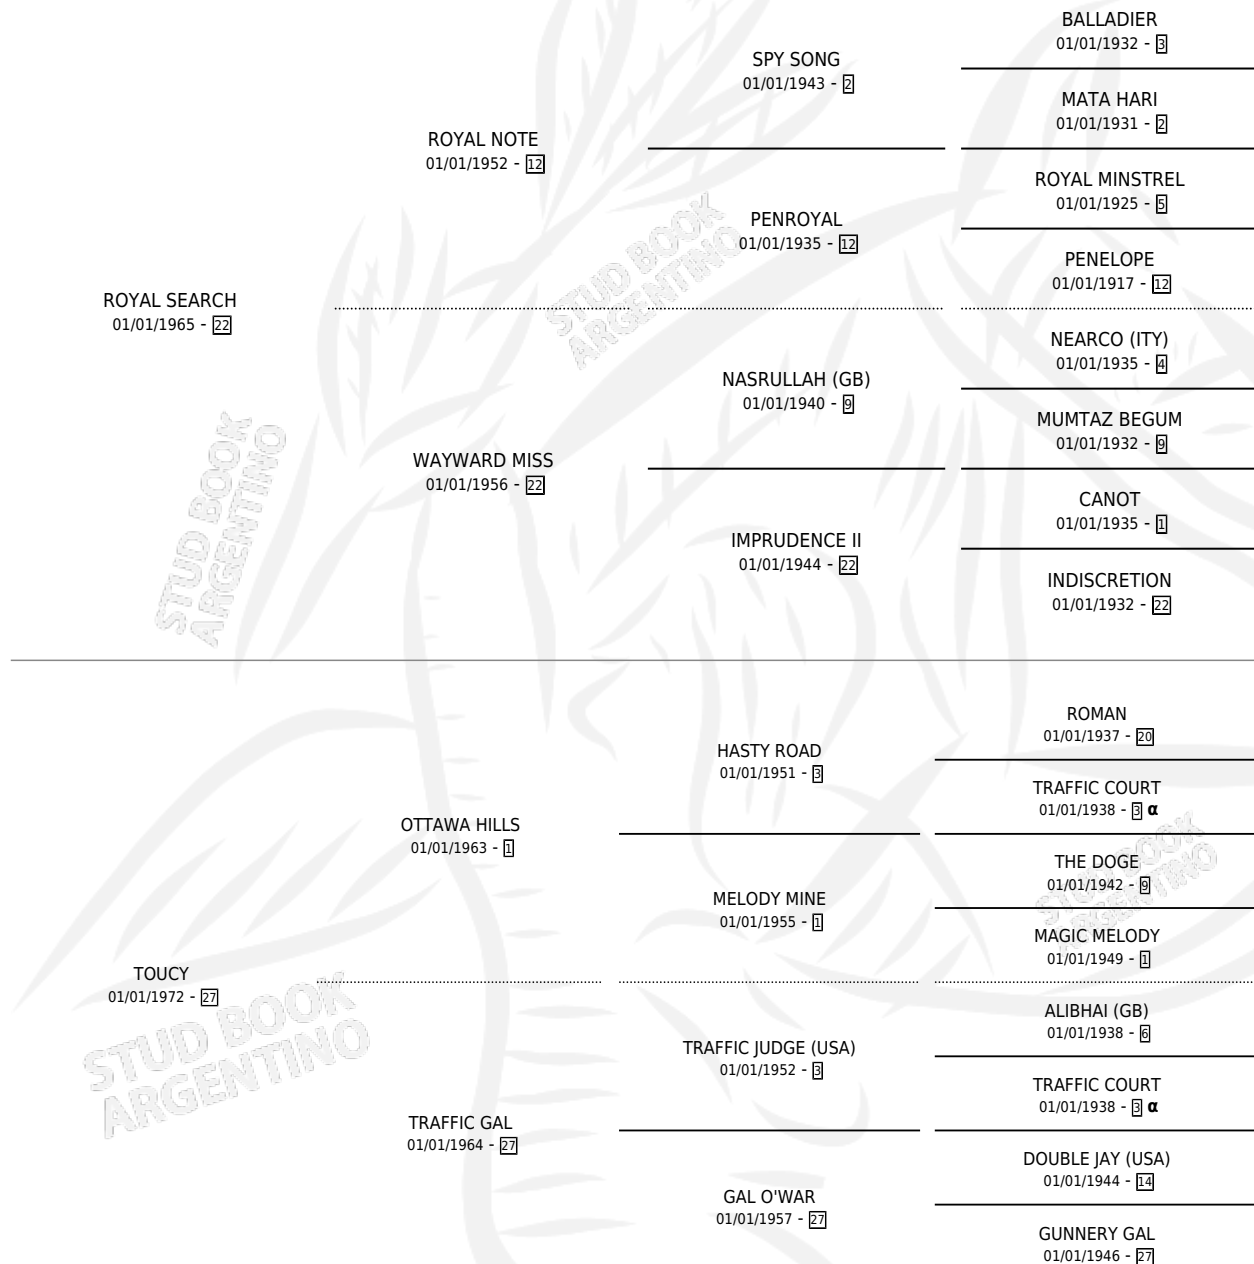 BALLADIER
01/01/1932 - 3
SPY SONG
01/01/1943 - 2
MATA HARI
01/01/1931 - 2
ROYAL NOTE
01/01/1952 - 12
ROYAL MINSTREL
01/01/1925 - 5
PENROYAL
01/01/1935 - 12
PENELOPE
01/01/1917 - 12
ROYAL SEARCH
01/01/1965 - 22
NEARCO (ITY)
01/01/1935 - 4
NASRULLAH (GB)
01/01/1940 - 9
MUMTAZ BEGUM
01/01/1932 - 9
WAYWARD MISS
01/01/1956 - 22
CANOT
01/01/1935 - 1
IMPRUDENCE II
01/01/1944 - 22
INDISCRETION
01/01/1932 - 22
ROMAN
01/01/1937 - 20
HASTY ROAD
01/01/1951 - 3
TRAFFIC COURT
01/01/1938 - 3 α
OTTAWA HILLS
01/01/1963 - 1
THE DOGE
01/01/1942 - 9
MELODY MINE
01/01/1955 - 1
MAGIC MELODY
01/01/1949 - 1
TOUCY
01/01/1972 - 27
ALIBHAI (GB)
01/01/1938 - 6
TRAFFIC JUDGE (USA)
01/01/1952 - 3
TRAFFIC COURT
01/01/1938 - 3 α
TRAFFIC GAL
01/01/1964 - 27
DOUBLE JAY (USA)
01/01/1944 - 14
GAL O'WAR
01/01/1957 - 27
GUNNERY GAL
01/01/1946 - 27
STUD BOOK
ARGENTINO
STUD BOOK
ARGENTINO
STUD BOOK
ARGENTINO
STUD BOOK
ARGENTINO